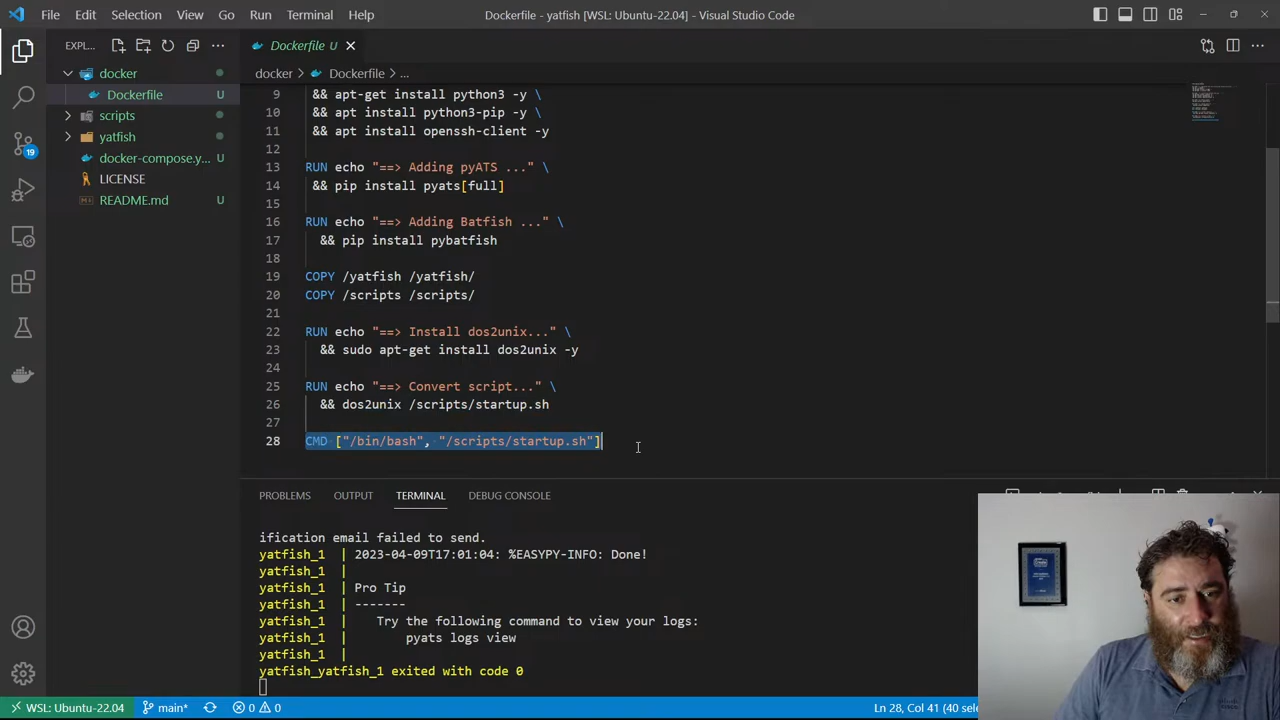 File Edit Selection View Go Run Terminal Help Dockerfile - yatfish [WSL: Ubuntu-22.04] - Visual Studio Code
EXPL... Dockerfile U
docker > Dockerfile > ...
docker
Dockerfile U
scripts
yatfish
docker-compose.y... U
LICENSE
README.md U
19
9 && apt-get install python3 -y \
10 && apt install python3-pip -y \
11 && apt install openssh-client -y
12
13 RUN echo "==> Adding pyATS ..." \
14 && pip install pyats[full]
15
16 RUN echo "==> Adding Batfish ..." \
17 && pip install pybatfish
18
19 COPY /yatfish /yatfish/
20 COPY /scripts /scripts/
21
22 RUN echo "==> Install dos2unix..." \
23 && sudo apt-get install dos2unix -y
24
25 RUN echo "==> Convert script..." \
26 && dos2unix /scripts/startup.sh
27
28 CMD ["/bin/bash", "/scripts/startup.sh"]
PROBLEMS OUTPUT TERMINAL DEBUG CONSOLE
ification email failed to send.
yatfish_1 | 2023-04-09T17:01:04: %EASYPY-INFO: Done!
yatfish_1 |
yatfish_1 | Pro Tip
yatfish_1 | -------
yatfish_1 | Try the following command to view your logs:
yatfish_1 | pyats logs view
yatfish_1 |
yatfish_yatfish_1 exited with code 0
WSL: Ubuntu-22.04 main* 0 0 Ln 28, Col 41 (40 sele